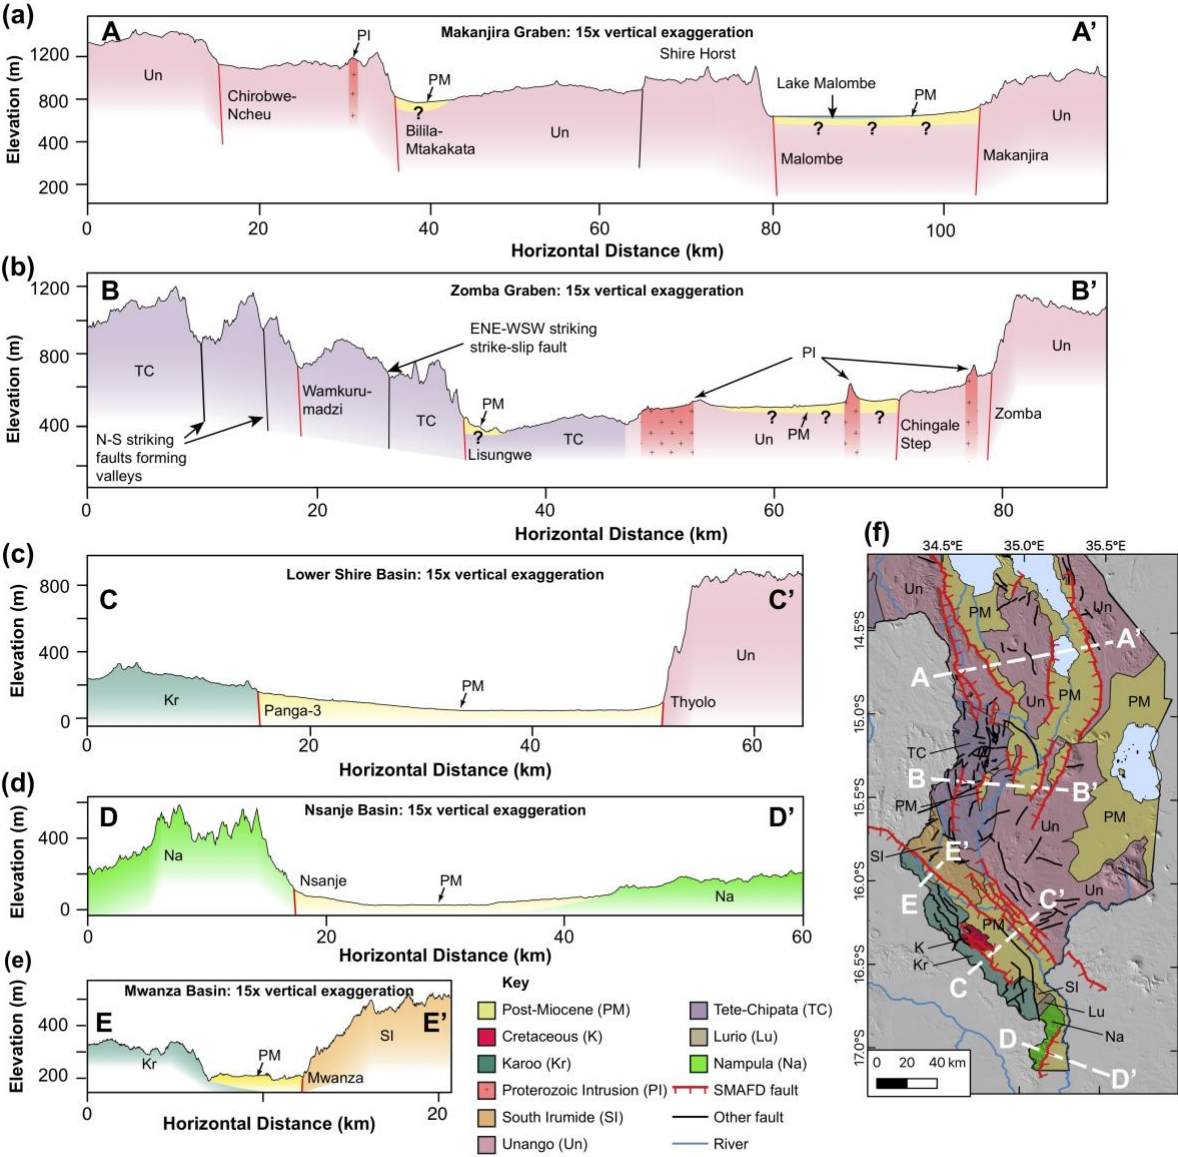 (a)
A
Makanjira Graben: 15x vertical exaggeration
A’
Elevation (m)
1200
800
400
200
Un
Chirobwe-
Ncheu
PI
PM
?
Bilila-
Mtakakata
Un
Shire Horst
Lake Malombe
PM
?
?
?
Malombe
Makanjira
Un
0
20
40
60
80
100
Horizontal Distance (km)
(b)
B
Zomba Graben: 15x vertical exaggeration
B’
Elevation (m)
1200
800
400
TC
N-S striking
faults forming
valleys
Wamkuru-
madzi
ENE-WSW striking
strike-slip fault
TC
PM
?
Lisungwe
TC
PI
?
?
?
Un
PM
Chingale
Step
Zomba
Un
0
20
40
60
80
Horizontal Distance (km)
(c)
Lower Shire Basin: 15x vertical exaggeration
C
C’
Elevation (m)
800
400
0
Kr
Panga-3
PM
Thyolo
Un
0
20
40
60
Horizontal Distance (km)
(d)
Nsanje Basin: 15x vertical exaggeration
D
D’
Elevation (m)
400
0
Na
Nsanje
PM
Na
0
20
40
60
Horizontal Distance (km)
(e)
Mwanza Basin: 15x vertical exaggeration
E
E’
Elevation (m)
400
200
Kr
PM
Mwanza
SI
0
20
Horizontal Distance (km)
Key
Post-Miocene (PM)
Cretaceous (K)
Karoo (Kr)
Proterozoic Intrusion (PI)
South Irumide (SI)
Unango (Un)
Tete-Chipata (TC)
Lurio (Lu)
Nampula (Na)
SMAFD fault
Other fault
River
(f)
34.5°E
35.0°E
35.5°E
14.5°S
15.0°S
15.5°S
16.0°S
16.5°S
17.0°S
Un
PM
Un
A
A’
Un
PM
PM
TC
B
B’
PM
PM
Un
SI
E’
E
Un
C’
PM
K
Kr
C
SI
Lu
Na
D
D’
0 20 40 km